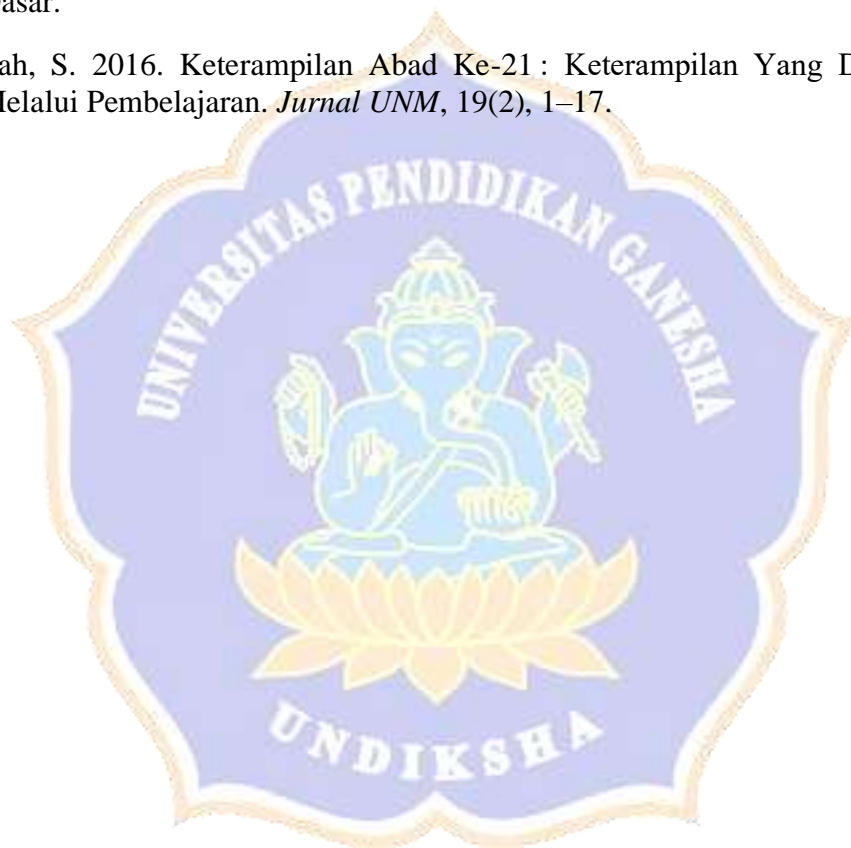 asar.
ah, S. 2016. Keterampilan Abad Ke-21 : Keterampilan Yang D
Melalui Pembelajaran. Jurnal UNM, 19(2), 1–17.
UNIVERSITAS PENDIDIKAN GANESHA
UNDIKSHA